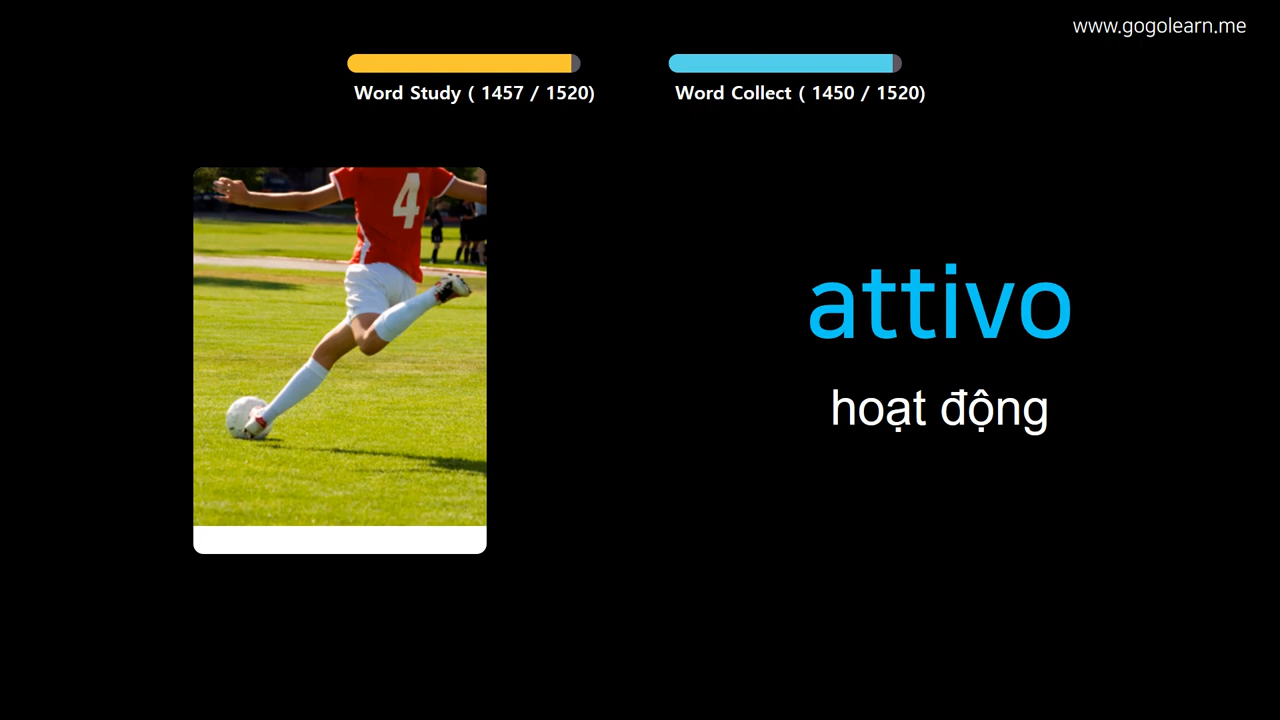 www.gogolearn.me
Word Study ( 1457 / 1520)
Word Collect ( 1450 / 1520)
4
attivo
hoạt động